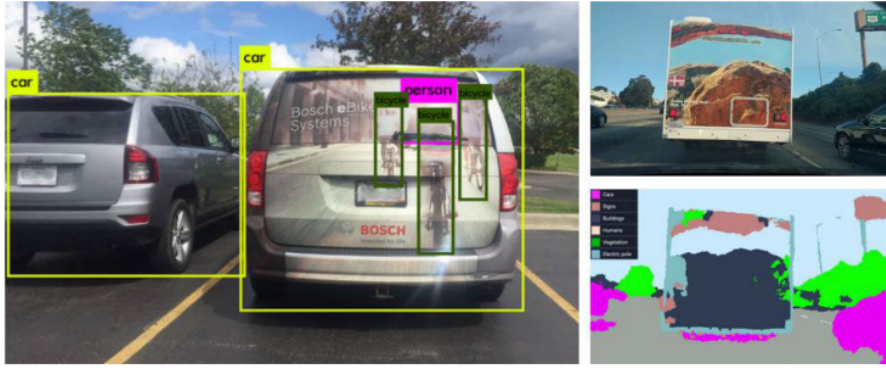 car
car
person
bicycle
bicycle
bicycle
Bosch eBike
Systems
BOSCH
Invented for life
Cars
Signs
Buildings
Humans
Vegetation
Electric pole